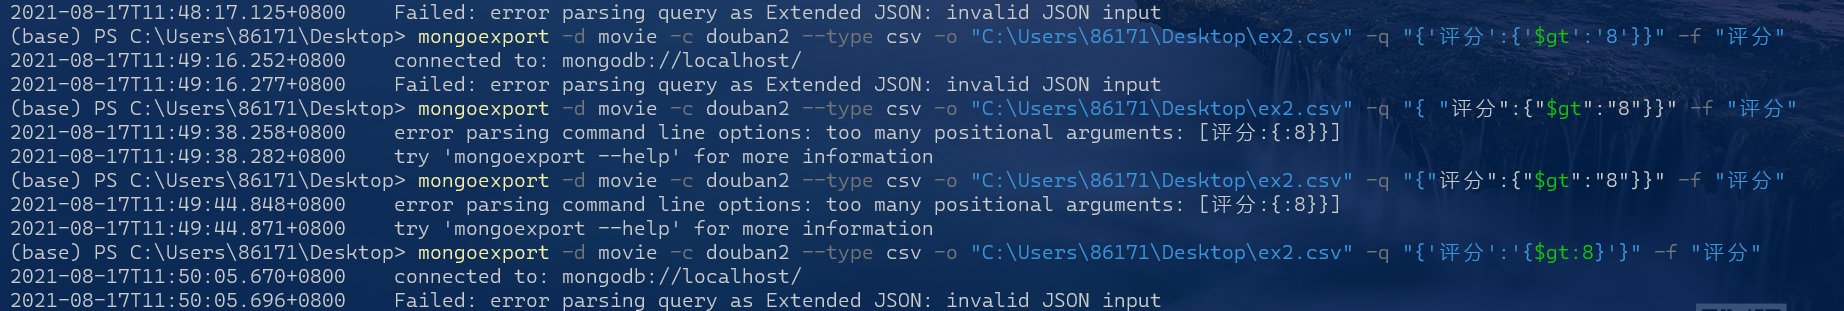 2021-08-17T11:48:17.125+0800    Failed: error parsing query as Extended JSON: invalid JSON input
(base) PS C:\Users\86171\Desktop> mongoexport -d movie -c douban2 --type csv -o "C:\Users\86171\Desktop\ex2.csv" -q "{'评分':{'$gt':'8'}}" -f "评分"
2021-08-17T11:49:16.252+0800    connected to: mongodb://localhost/
2021-08-17T11:49:16.277+0800    Failed: error parsing query as Extended JSON: invalid JSON input
(base) PS C:\Users\86171\Desktop> mongoexport -d movie -c douban2 --type csv -o "C:\Users\86171\Desktop\ex2.csv" -q "{ "评分":{"$gt":"8"}}" -f "评分"
2021-08-17T11:49:38.258+0800    error parsing command line options: too many positional arguments: [评分:{:8}}]
2021-08-17T11:49:38.282+0800    try 'mongoexport --help' for more information
(base) PS C:\Users\86171\Desktop> mongoexport -d movie -c douban2 --type csv -o "C:\Users\86171\Desktop\ex2.csv" -q "{"评分":{"$gt":"8"}}" -f "评分"
2021-08-17T11:49:44.848+0800    error parsing command line options: too many positional arguments: [评分:{:8}}]
2021-08-17T11:49:44.871+0800    try 'mongoexport --help' for more information
(base) PS C:\Users\86171\Desktop> mongoexport -d movie -c douban2 --type csv -o "C:\Users\86171\Desktop\ex2.csv" -q "{'评分':'{$gt:8}'}" -f "评分"
2021-08-17T11:50:05.670+0800    connected to: mongodb://localhost/
2021-08-17T11:50:05.696+0800    Failed: error parsing query as Extended JSON: invalid JSON input